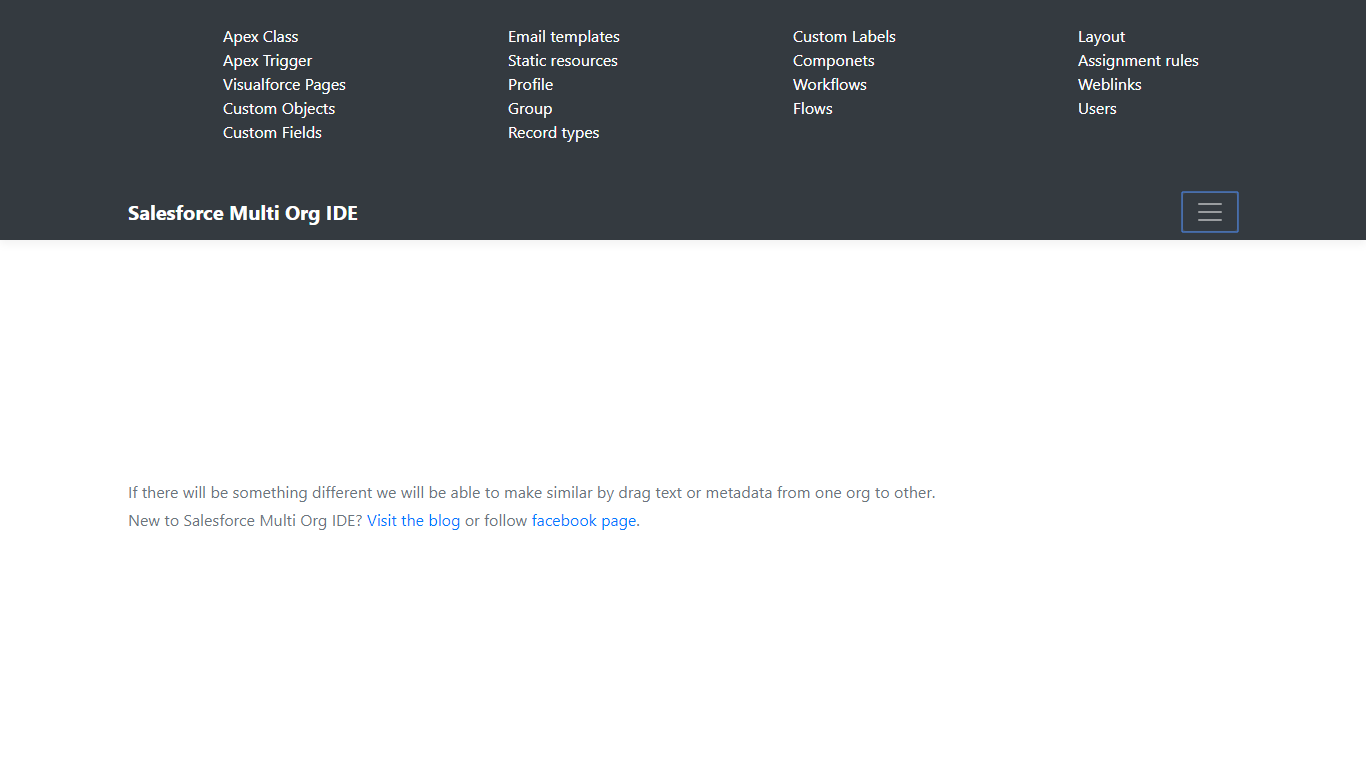 Apex Class
Apex Trigger
Visualforce Pages
Custom Objects
Custom Fields
Email templates
Static resources
Profile
Group
Record types
Custom Labels
Componets
Workflows
Flows
Layout
Assignment rules
Weblinks
Users
Salesforce Multi Org IDE
If there will be something different we will be able to make similar by drag text or metadata from one org to other.
New to Salesforce Multi Org IDE? Visit the blog or follow facebook page.